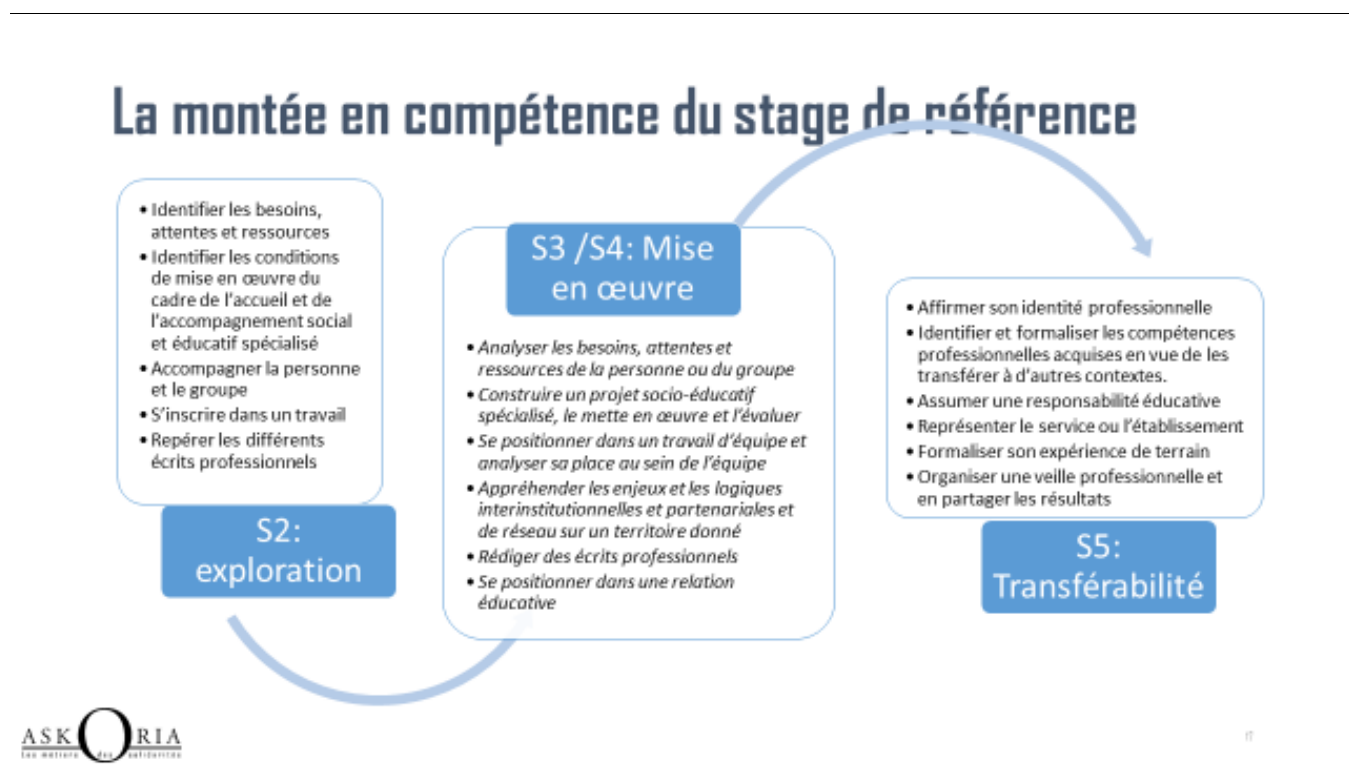 La montée en compétence du stage de référence
• Identifier les besoins,
attentes et ressources
• Identifier les conditions
de mise en œuvre du
cadre de l'accueil et de
l'accompagnement social
et éducatif spécialisé
• Accompagner la personne
et le groupe
• S'inscrire dans un travail
• Repérer les différents
écrits professionnels
S2:
exploration
S3 /S4: Mise
en œuvre
• Analyser les besoins, attentes et
ressources de la personne ou du groupe
• Construire un projet socio-éducatif
spécialisé, le mette en œuvre et l'évaluer
• Se positionner dans un travail d'équipe et
analyser sa place au sein de l'équipe
• Appréhender les enjeux et les logiques
interinstitutionnelles et partenariales et
de réseau sur un territoire donné
• Rédiger des écrits professionnels
• Se positionner dans une relation
éducative
• Affirmer son identité professionnelle
• Identifier et formaliser les compétences
professionnelles acquises en vue de les
transférer à d'autres contextes.
• Assumer une responsabilité éducative
• Représenter le service ou l'établissement
• Formaliser son expérience de terrain
• Organiser une veille professionnelle et
en partager les résultats
S5:
Transférabilité
ASKORIA
Les métiers des solidarités